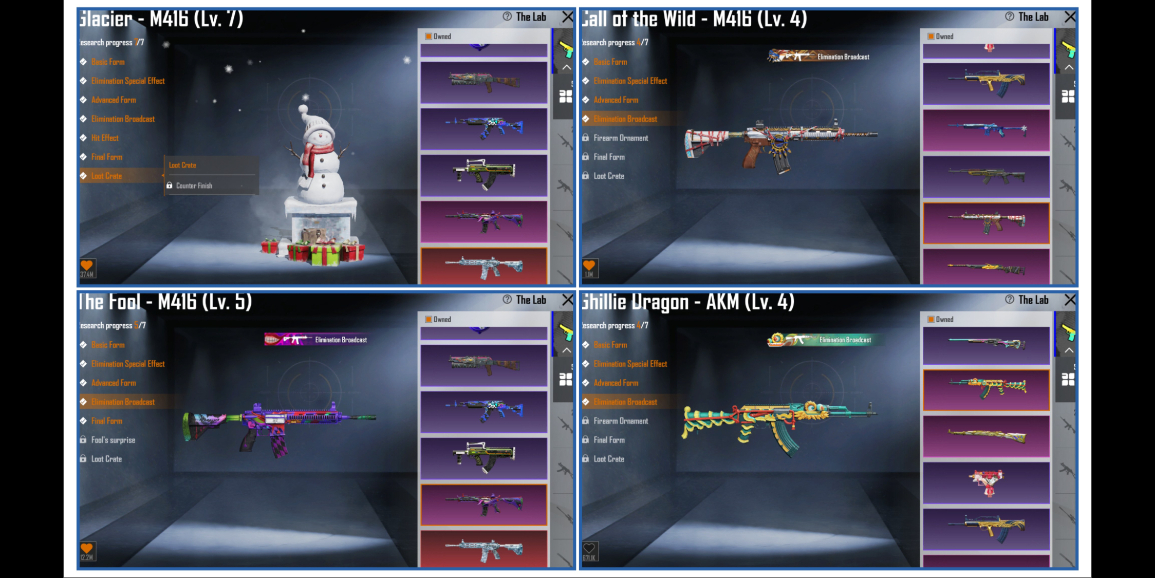 Glacier - M416 (Lv. 7)
The Lab
esearch progress 7/7
Owned
Basic Form
Elimination Special Effect
Advanced Form
Elimination Broadcast
Hit Effect
Final Form
Loot Crate
Loot Crate
Counter Finish
Call of the Wild - M416 (Lv. 4)
The Lab
esearch progress 4/7
Owned
Elimination Broadcast
Basic Form
Elimination Special Effect
Advanced Form
Elimination Broadcast
Firearm Ornament
Final Form
Loot Crate
The Fool - M416 (Lv. 5)
The Lab
esearch progress 5/7
Owned
Elimination Broadcast
Basic Form
Elimination Special Effect
Advanced Form
Elimination Broadcast
Final Form
Fool's surprise
Loot Crate
12.2M
Ghillie Dragon - AKM (Lv. 4)
The Lab
esearch progress 4/7
Owned
Elimination Broadcast
Basic Form
Elimination Special Effect
Advanced Form
Elimination Broadcast
Firearm Ornament
Final Form
Loot Crate